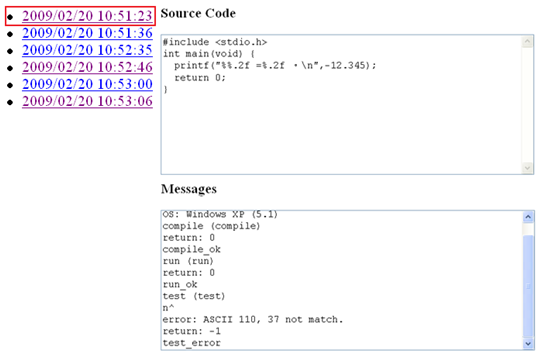 2009/02/20 10:51:23
2009/02/20 10:51:36
2009/02/20 10:52:35
2009/02/20 10:52:46
2009/02/20 10:53:00
2009/02/20 10:53:06
Source Code
#include <stdio.h>
int main(void) {
printf("%%.2f =%.2f ・\n",-12.345);
return 0;
}
Messages
OS: Windows XP (5.1)
compile (compile)
return: 0
compile_ok
run (run)
return: 0
run_ok
test (test)
n^
error: ASCII 110, 37 not match.
return: -1
test_error